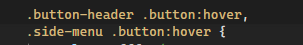 .button-header .button:hover,
.side-menu .button:hover {